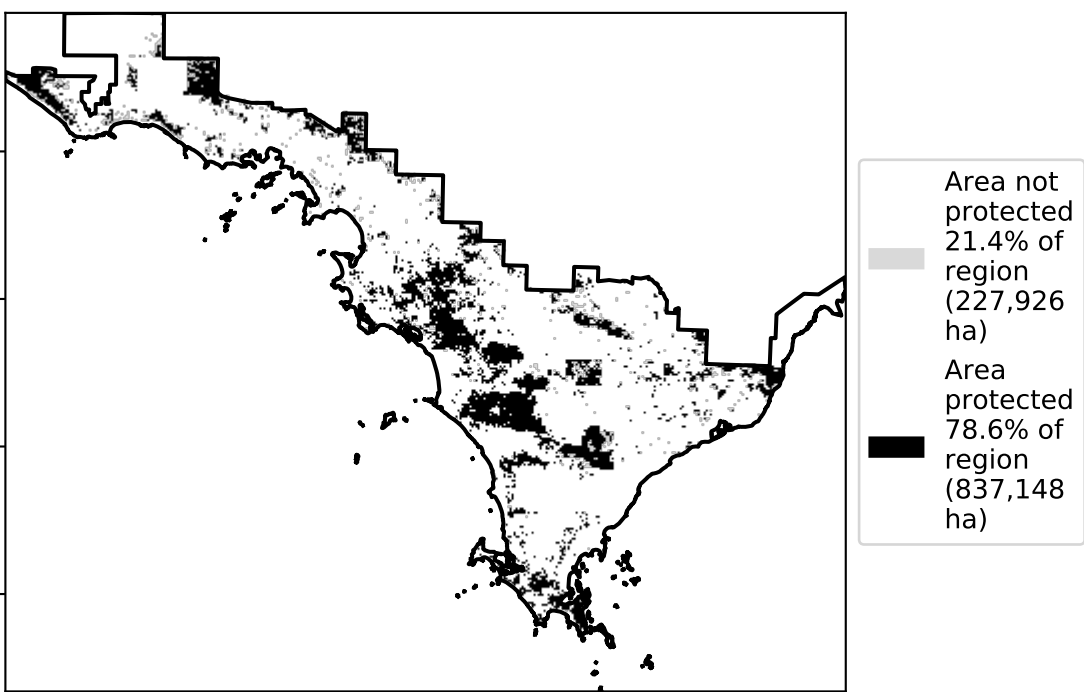 Area not
protected
21.4% of
region
(227,926
ha)
Area
protected
78.6% of
region
(837,148
ha)